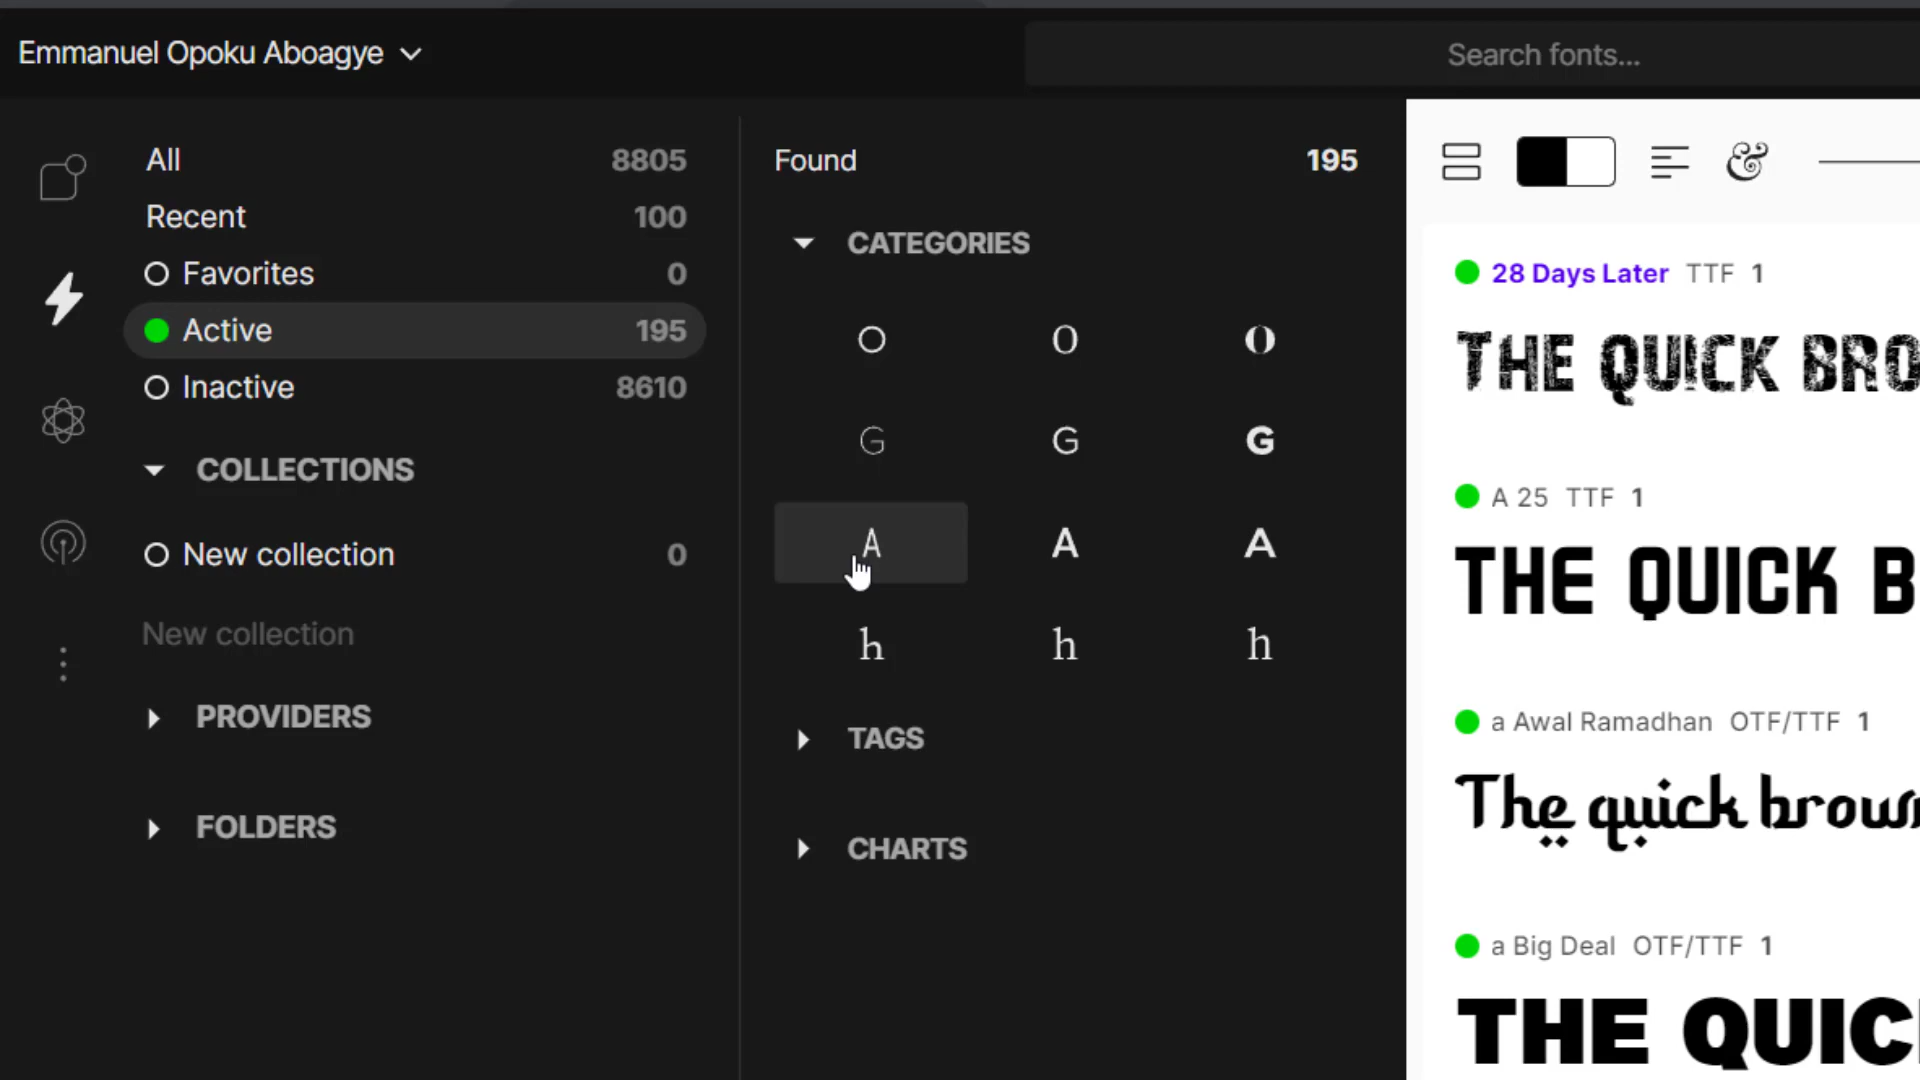 Emmanuel Opoku Aboagye
Search fonts...
All 8805
Recent 100
Favorites 0
Active 195
Inactive 8610
COLLECTIONS
New collection 0
New collection
PROVIDERS
FOLDERS
Found 195
CATEGORIES
O O O
G G G
A A A
h h h
TAGS
CHARTS
&
28 Days Later TTF 1
THE QUICK BRO
A 25 TTF 1
THE QUICK B
a Awal Ramadhan OTF/TTF 1
The quick brown
a Big Deal OTF/TTF 1
THE QUIC